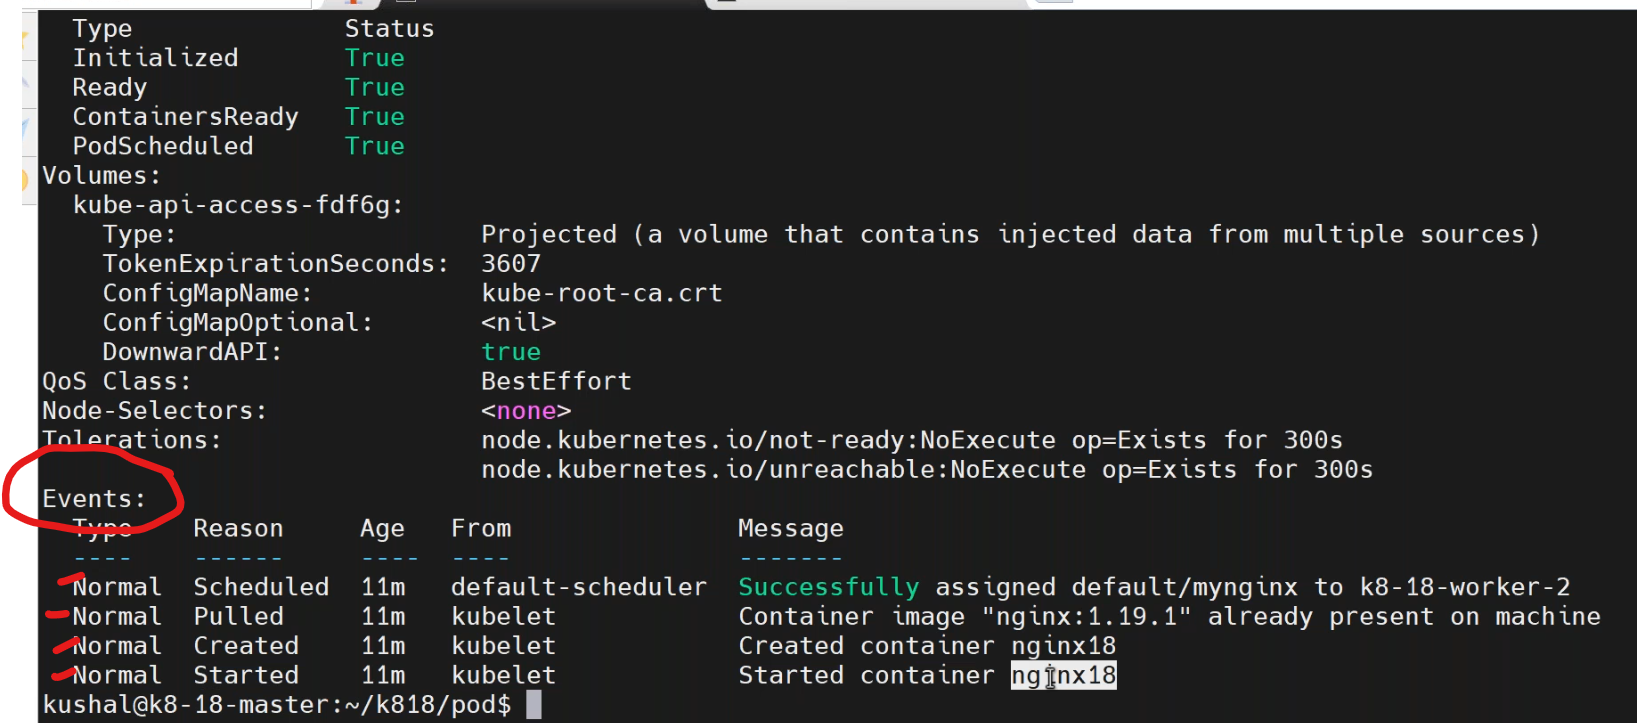 Type Status
Initialized True
Ready True
ContainersReady True
PodScheduled True
Volumes:
kube-api-access-fdf6g:
Type: Projected (a volume that contains injected data from multiple sources)
TokenExpirationSeconds: 3607
ConfigMapName: kube-root-ca.crt
ConfigMapOptional: <nil>
DownwardAPI: true
QoS Class: BestEffort
Node-Selectors: <none>
Tolerations: node.kubernetes.io/not-ready:NoExecute op=Exists for 300s
node.kubernetes.io/unreachable:NoExecute op=Exists for 300s
Events:
Type Reason Age From Message
---- ------ ---- ---- -------
Normal Scheduled 11m default-scheduler Successfully assigned default/mynginx to k8-18-worker-2
Normal Pulled 11m kubelet Container image "nginx:1.19.1" already present on machine
Normal Created 11m kubelet Created container nginx18
Normal Started 11m kubelet Started container nginx18
kushal@k8-18-master:~/k818/pod$